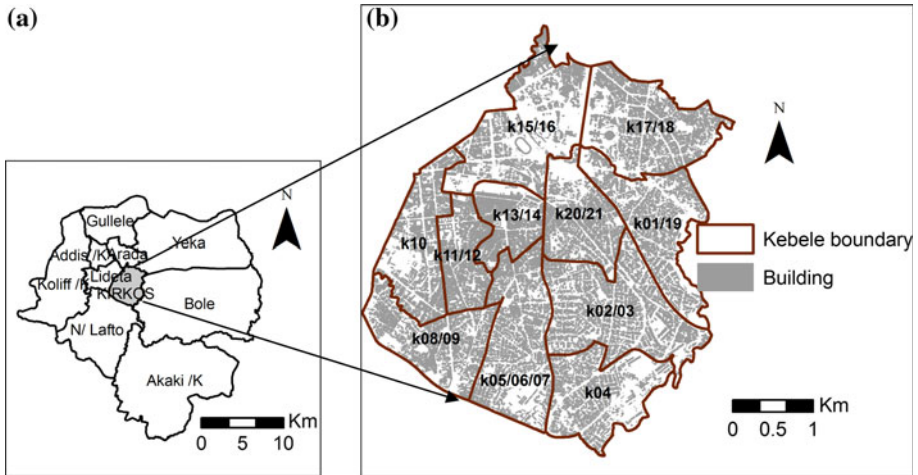 (a)
N
Gullele
Yeka
Addis /K
Arada
Lideta
Koliff /K
KIRKOS
Bole
N/ Lafto
Akaki /K
Km
0 5 10
(b)
N
k15/16
k17/18
k13/14
k20/21
k01/19
k10
k11/12
k02/03
k08/09
k05/06/07
k04
Kebele boundary
Building
Km
0 0.5 1